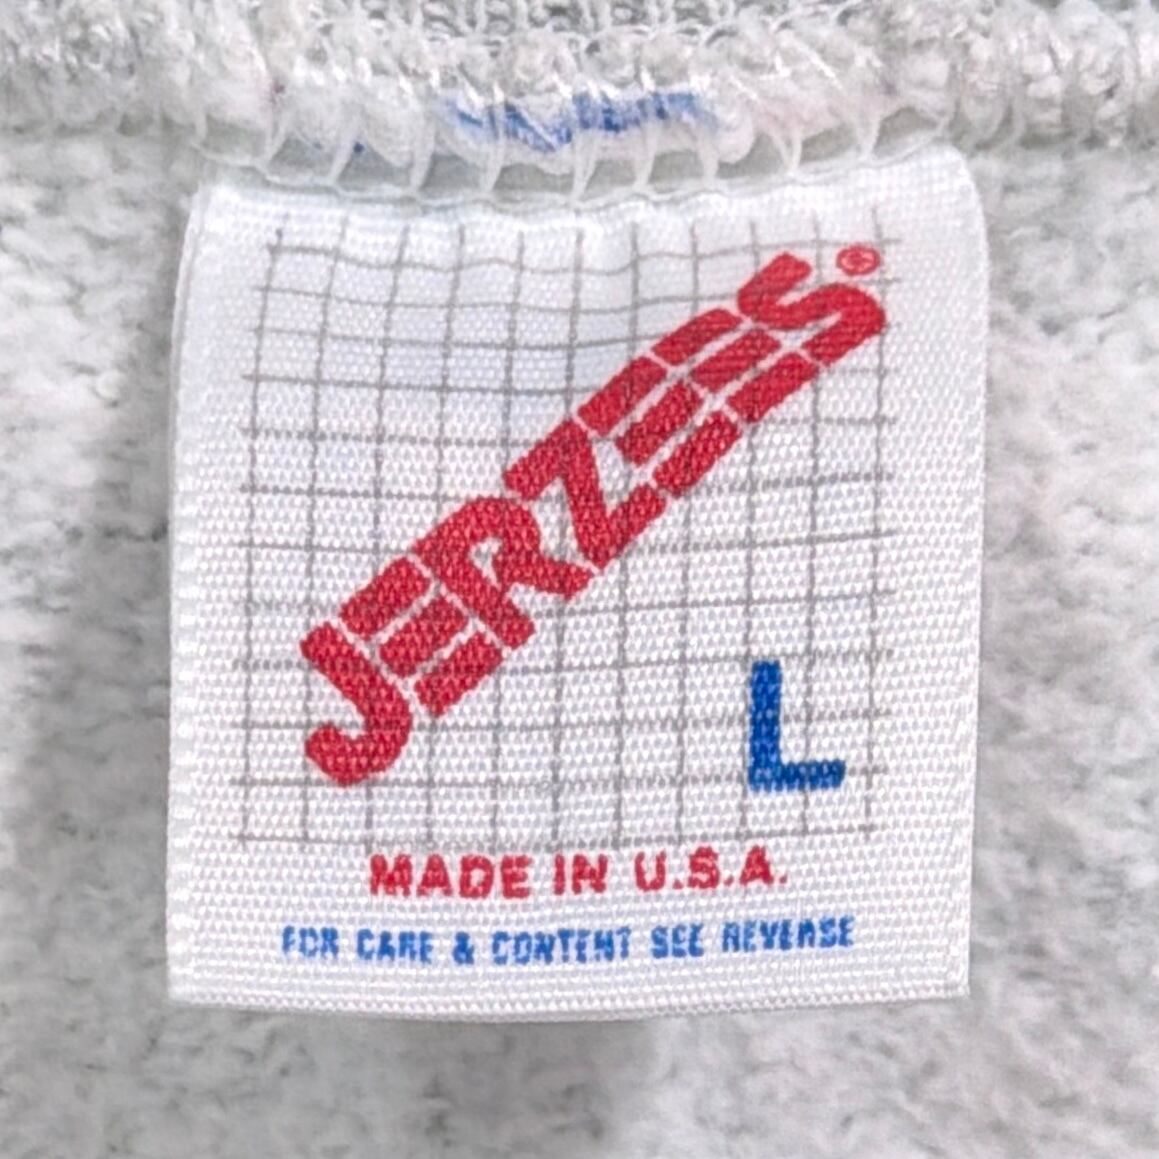 JERZEES®
L
MADE IN U.S.A.
FOR CARE & CONTENT SEE REVERSE